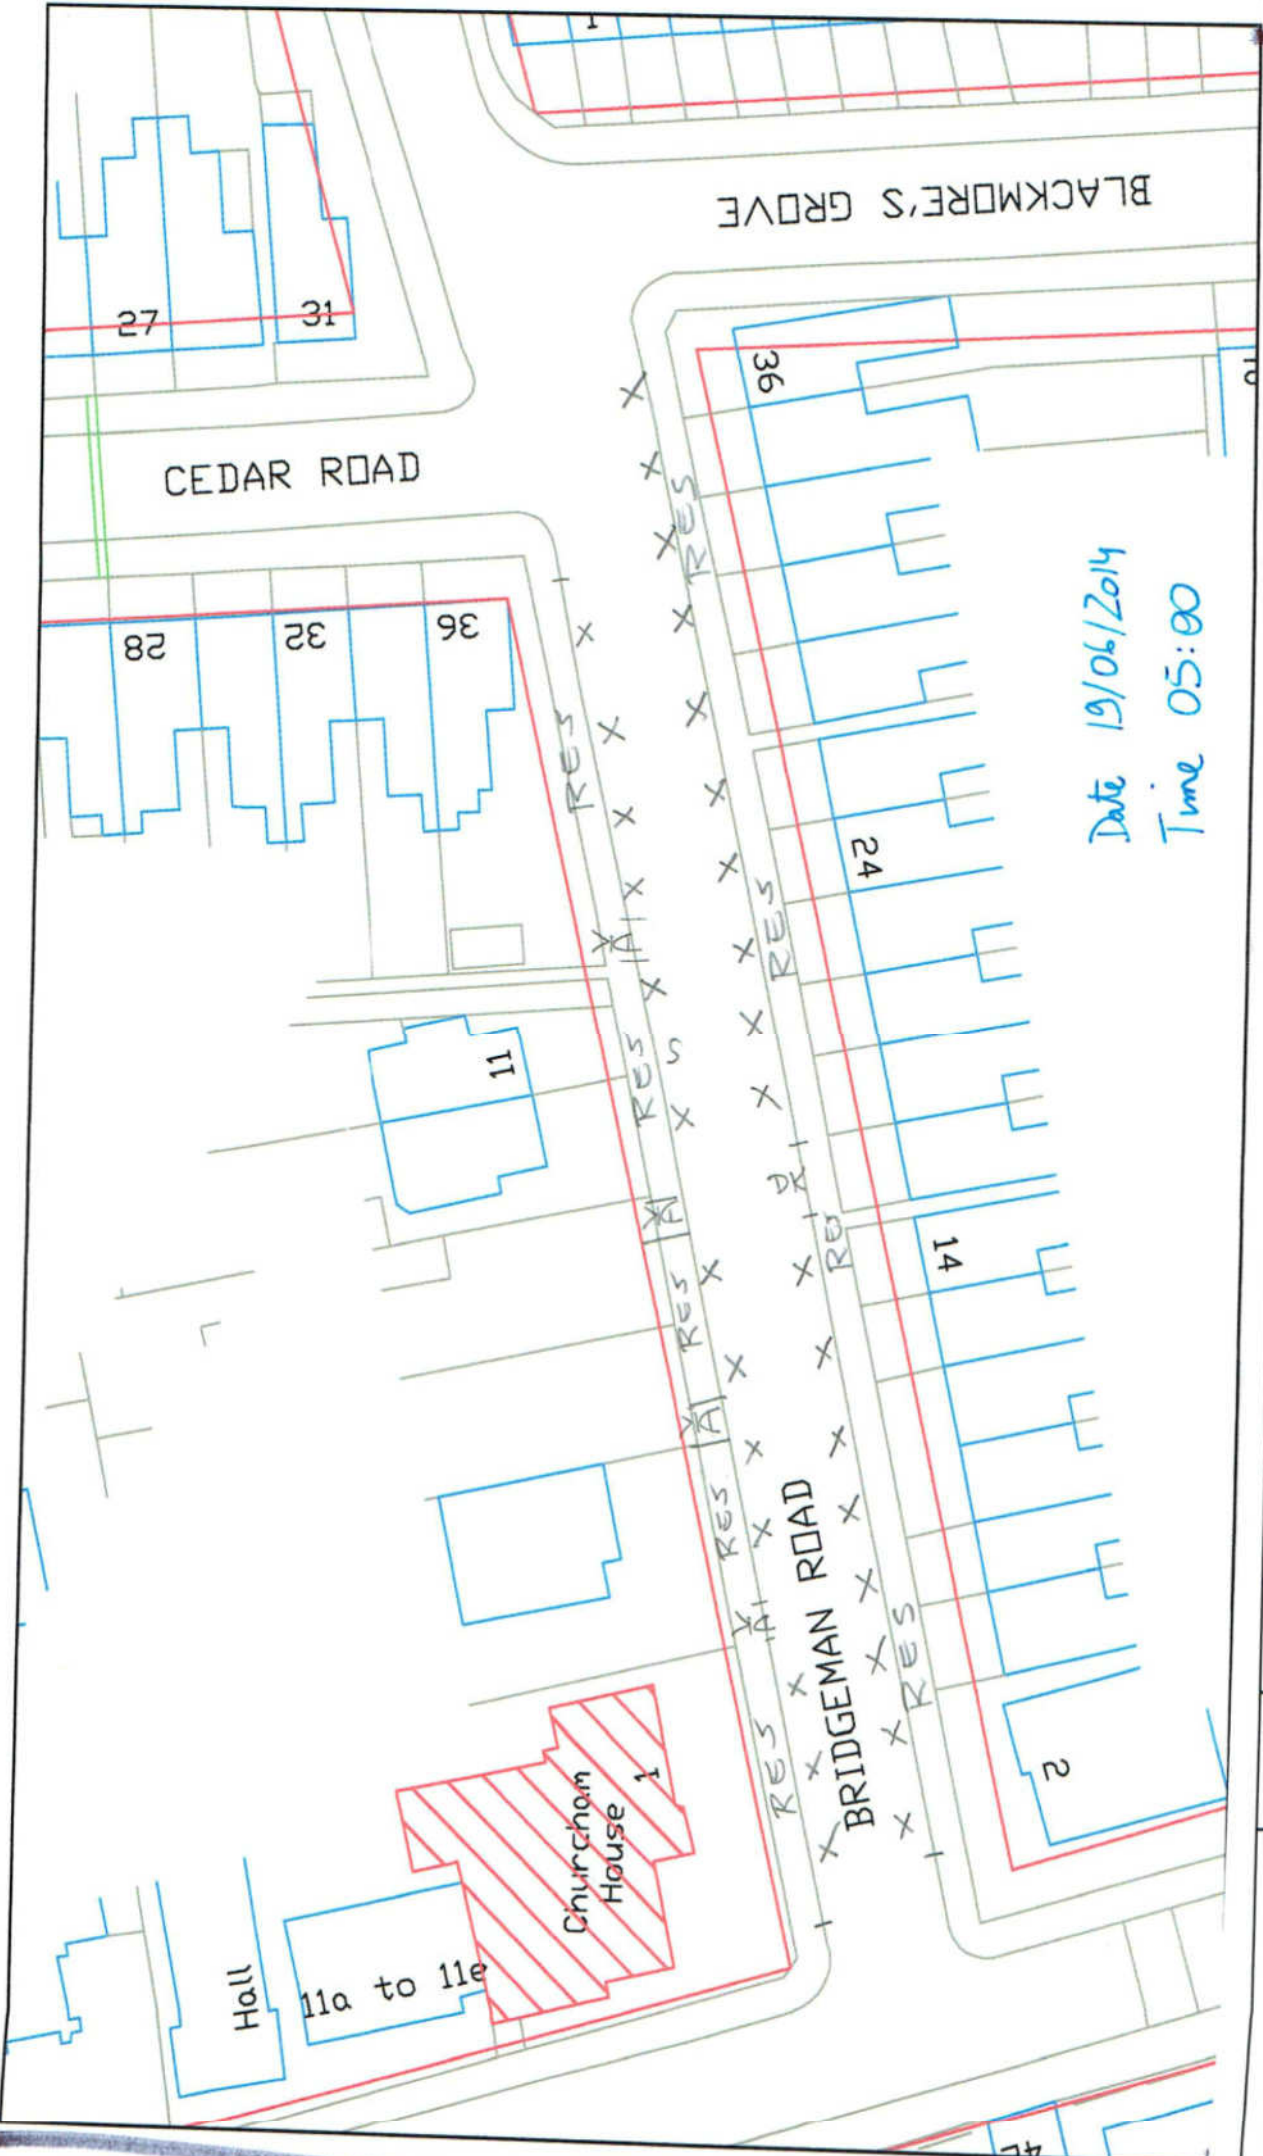 1
BLACKMORE'S GROVE
27
31
36
CEDAR ROAD
RES
28
32
36
RES
Date 19/06/2014
Time 05:00
24
RES
11
RES
S
DK
RES
14
RES
RES
BRIDGEMAN ROAD
RES
RES
2
1
Churcham
House
Hall
11a to 11e